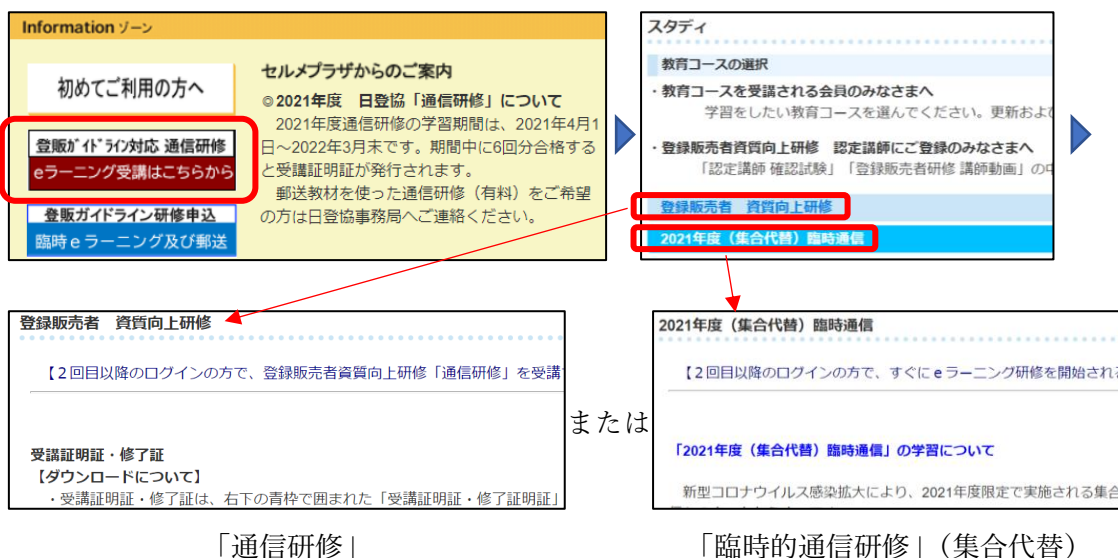 Information ゾーン
初めてご利用の方へ
登販ガイドライン対応 通信研修
eラーニング受講はこちらから
登販ガイドライン研修申込
臨時ｅラーニング及び郵送
セルメプラザからのご案内
◎2021年度　日登協「通信研修」について
2021年度通信研修の学習期間は、2021年4月1
日～2022年3月末です。期間中に6回分合格する
と受講証明証が発行されます。
郵送教材を使った通信研修（有料）をご希望
の方は日登協事務局へご連絡ください。
スタディ
教育コースの選択
・教育コースを受講される会員のみなさまへ
学習をしたい教育コースを選んでください。更新およ
・登録販売者資質向上研修　認定講師にご登録のみなさまへ
「認定講師 確認試験」「登録販売者研修 講師動画」の
登録販売者　資質向上研修
2021年度（集合代替）臨時通信
登録販売者　資質向上研修
【２回目以降のログインの方で、登録販売者資質向上研修「通信研修」を受講
受講証明証・修了証
【ダウンロードについて】
・受講証明証・修了証は、右下の青枠で囲まれた「受講証明証・修了証明証」
または
2021年度（集合代替）臨時通信
【２回目以降のログインの方で、すぐにｅラーニング研修を開始され
「2021年度（集合代替）臨時通信」の学習について
新型コロナウイルス感染拡大により、2021年度限定で実施される集合
「通信研修」
「臨時的通信研修」（集合代替）